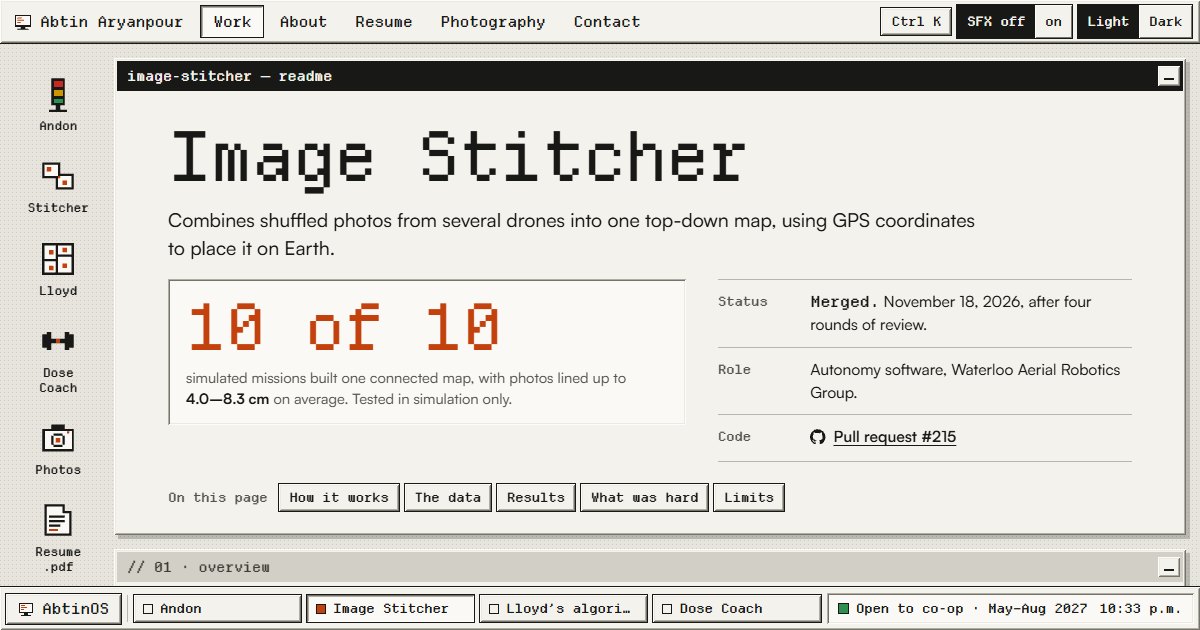 Abtin Aryanpour Work About Resume Photography Contact Ctrl K SFX off on Light Dark
image-stitcher — readme
Andon
Stitcher
Lloyd
Dose
Coach
Photos
Resume
.pdf
Image Stitcher
Combines shuffled photos from several drones into one top-down map, using GPS coordinates
to place it on Earth.
10 of 10
simulated missions built one connected map, with photos lined up to
4.0–8.3 cm on average. Tested in simulation only.
Status Merged. November 18, 2026, after four
rounds of review.
Role Autonomy software, Waterloo Aerial Robotics
Group.
Code Pull request #215
On this page How it works The data Results What was hard Limits
// 01 · overview
AbtinOS Andon Image Stitcher Lloyd's algori… Dose Coach Open to co-op · May–Aug 2027 10:33 p.m.